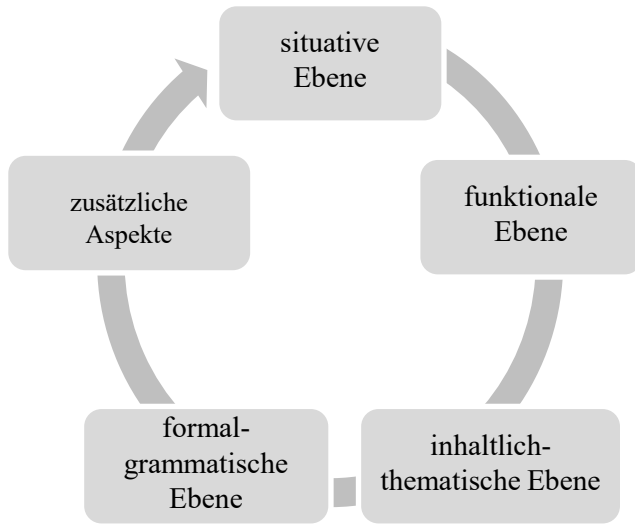 situative
Ebene
funktionale
Ebene
inhaltlich-
thematische Ebene
formal-
grammatische
Ebene
zusätzliche
Aspekte